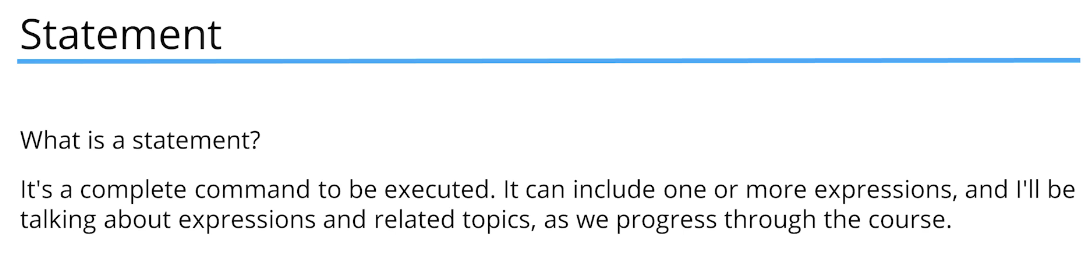 Statement
What is a statement?
It's a complete command to be executed. It can include one or more expressions, and I'll be
talking about expressions and related topics, as we progress through the course.